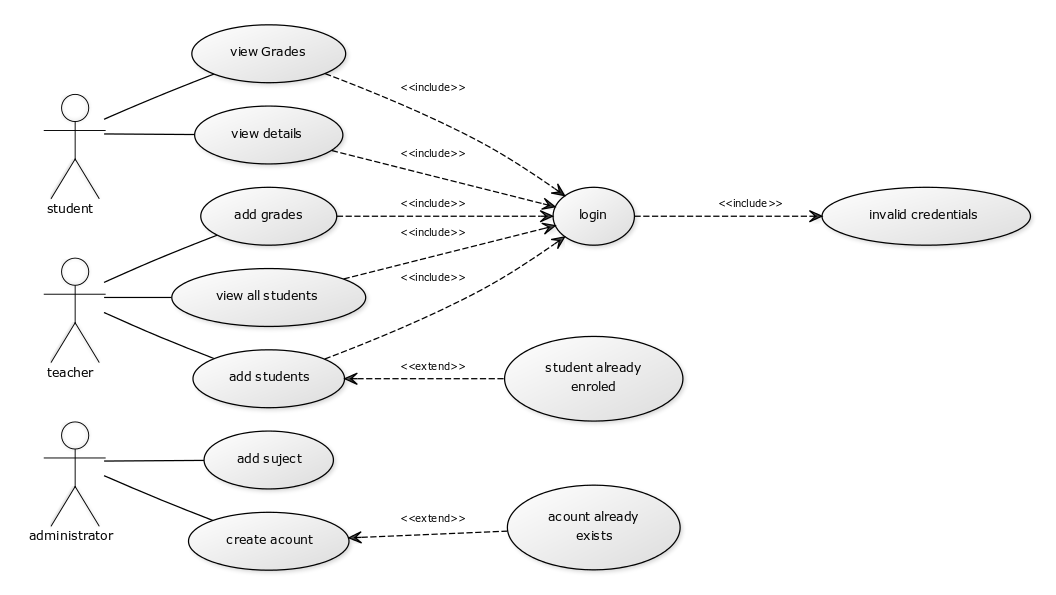 view Grades
<<include>>
view details
<<include>>
student
add grades
<<include>>
login
<<include>>
invalid credentials
<<include>>
view all students
<<include>>
teacher
add students
<<extend>>
student already
enroled
add suject
administrator
create acount
<<extend>>
acount already
exists